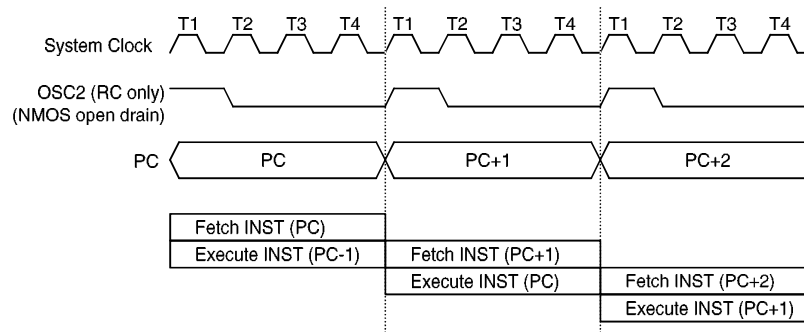 T1 T2 T3 T4 T1 T2 T3 T4 T1 T2 T3 T4
System Clock
OSC2 (RC only)
(NMOS open drain)
PC PC PC+1 PC+2
Fetch INST (PC)
Execute INST (PC-1) Fetch INST (PC+1)
Execute INST (PC) Fetch INST (PC+2)
Execute INST (PC+1)